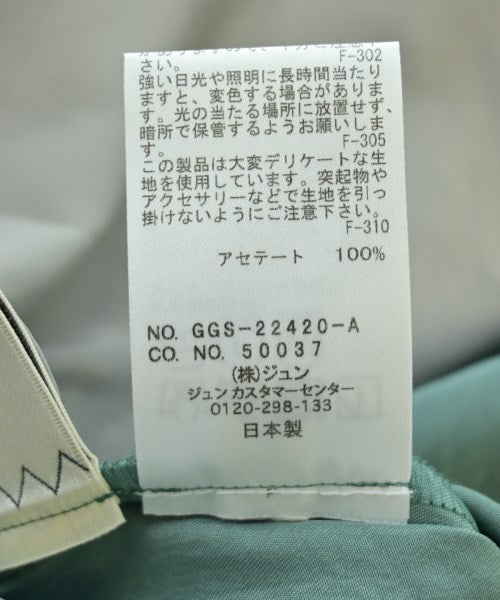 さい。
F-302
強い日光や照明に長時間当たり
ますと、変色する場合がありま
す。光の当たる場所に放置せず、
暗所で保管するようお願いしま
す。
F-305
この製品は大変デリケートな生
地を使用しています。突起物や
アクセサリーなどで生地を引っ
掛けないようにご注意下さい。
F-310
アセテート 100%
NO. GGS-22420-A
CO. NO. 50037
(株)ジュン
ジュン カスタマーセンター
0120-298-133
日本製